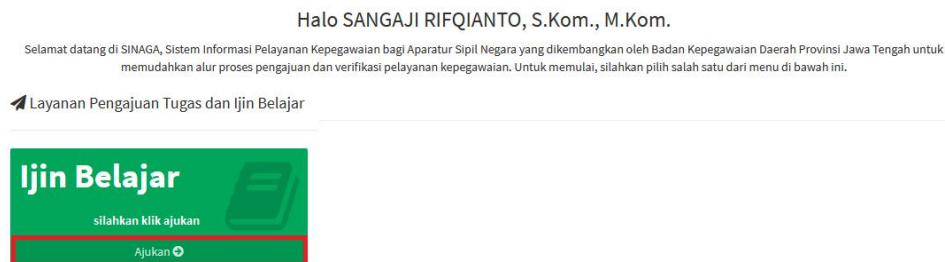 Halo SANGAJI RIFQIANTO, S.Kom., M.Kom.
Selamat datang di SINAGA, Sistem Informasi Pelayanan Kepegawaian bagi Aparatur Sipil Negara yang dikembangkan oleh Badan Kepegawaian Daerah Provinsi Jawa Tengah untuk
memudahkan alur proses pengajuan dan verifikasi pelayanan kepegawaian. Untuk memulai, silahkan pilih salah satu dari menu di bawah ini.
Layanan Pengajuan Tugas dan Ijin Belajar
Ijin Belajar
silahkan klik ajukan
Ajukan